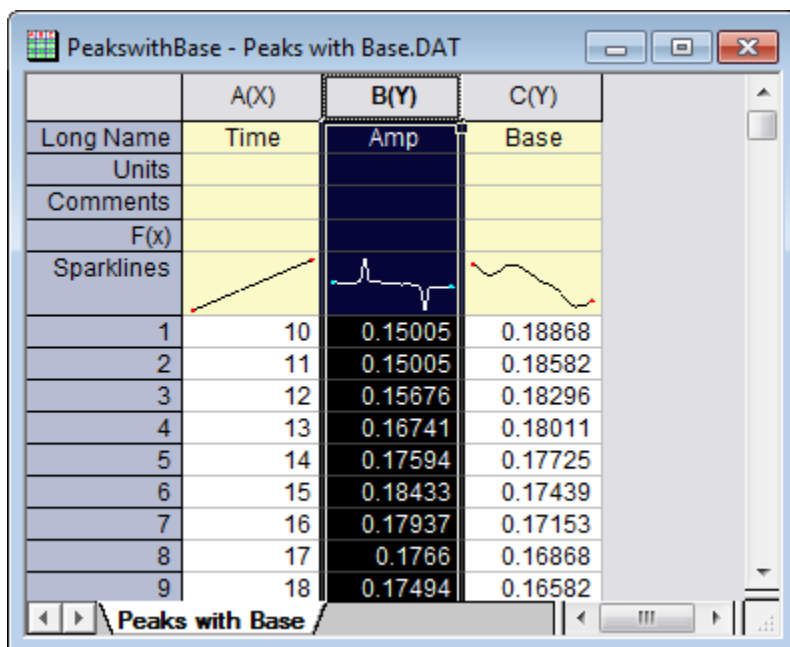 PeakswithBase - Peaks with Base.DAT
A(X) B(Y) C(Y)
Long Name Time Amp Base
Units
Comments
F(x)
Sparklines
1 10 0.15005 0.18868
2 11 0.15005 0.18582
3 12 0.15676 0.18296
4 13 0.16741 0.18011
5 14 0.17594 0.17725
6 15 0.18433 0.17439
7 16 0.17937 0.17153
8 17 0.1766 0.16868
9 18 0.17494 0.16582
Peaks with Base